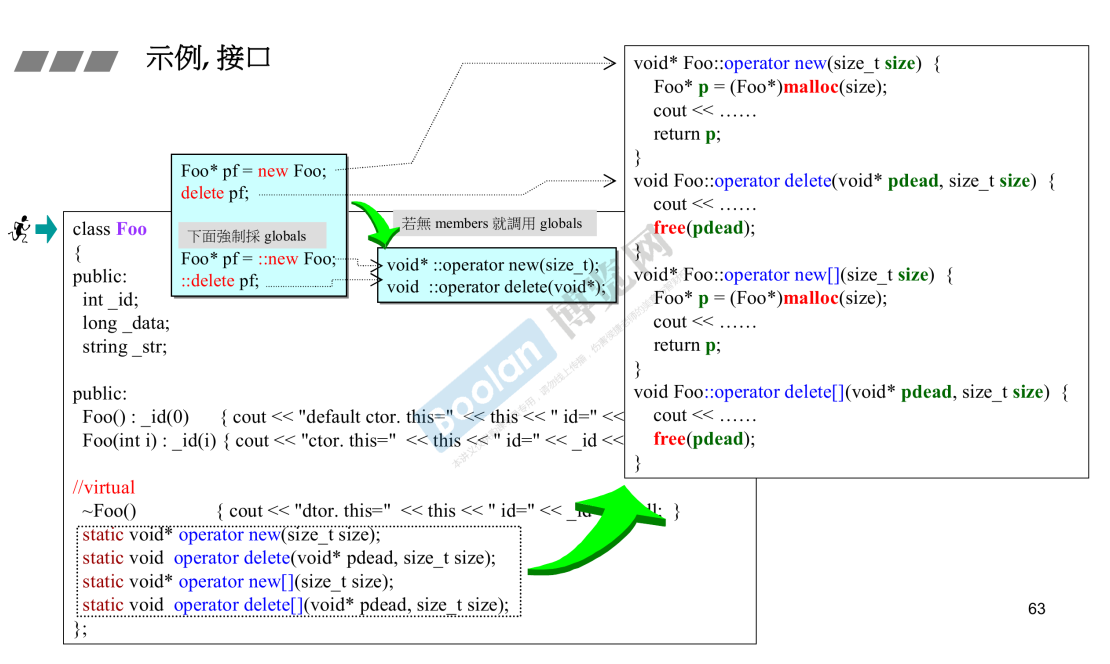 示例, 接口
void* Foo::operator new(size_t size) {
Foo* p = (Foo*)malloc(size);
cout << ……
return p;
}
void Foo::operator delete(void* pdead, size_t size) {
cout << ……
free(pdead);
}
void* Foo::operator new[](size_t size) {
Foo* p = (Foo*)malloc(size);
cout << ……
return p;
}
void Foo::operator delete[](void* pdead, size_t size) {
cout << ……
free(pdead);
}
Foo* pf = new Foo;
delete pf;
下面強制採 globals
Foo* pf = ::new Foo;
::delete pf;
若無 members 就調用 globals
void* ::operator new(size_t);
void ::operator delete(void*);
class Foo
{
public:
int _id;
long _data;
string _str;
public:
Foo() : _id(0) { cout << "default ctor. this=" << this << " id=" <<
Foo(int i) : _id(i) { cout << "ctor. this=" << this << " id=" << _id <<
//virtual
~Foo() { cout << "dtor. this=" << this << " id=" << _id }
static void* operator new(size_t size);
static void operator delete(void* pdead, size_t size);
static void* operator new[](size_t size);
static void operator delete[](void* pdead, size_t size);
};
Boolan 博览网
63